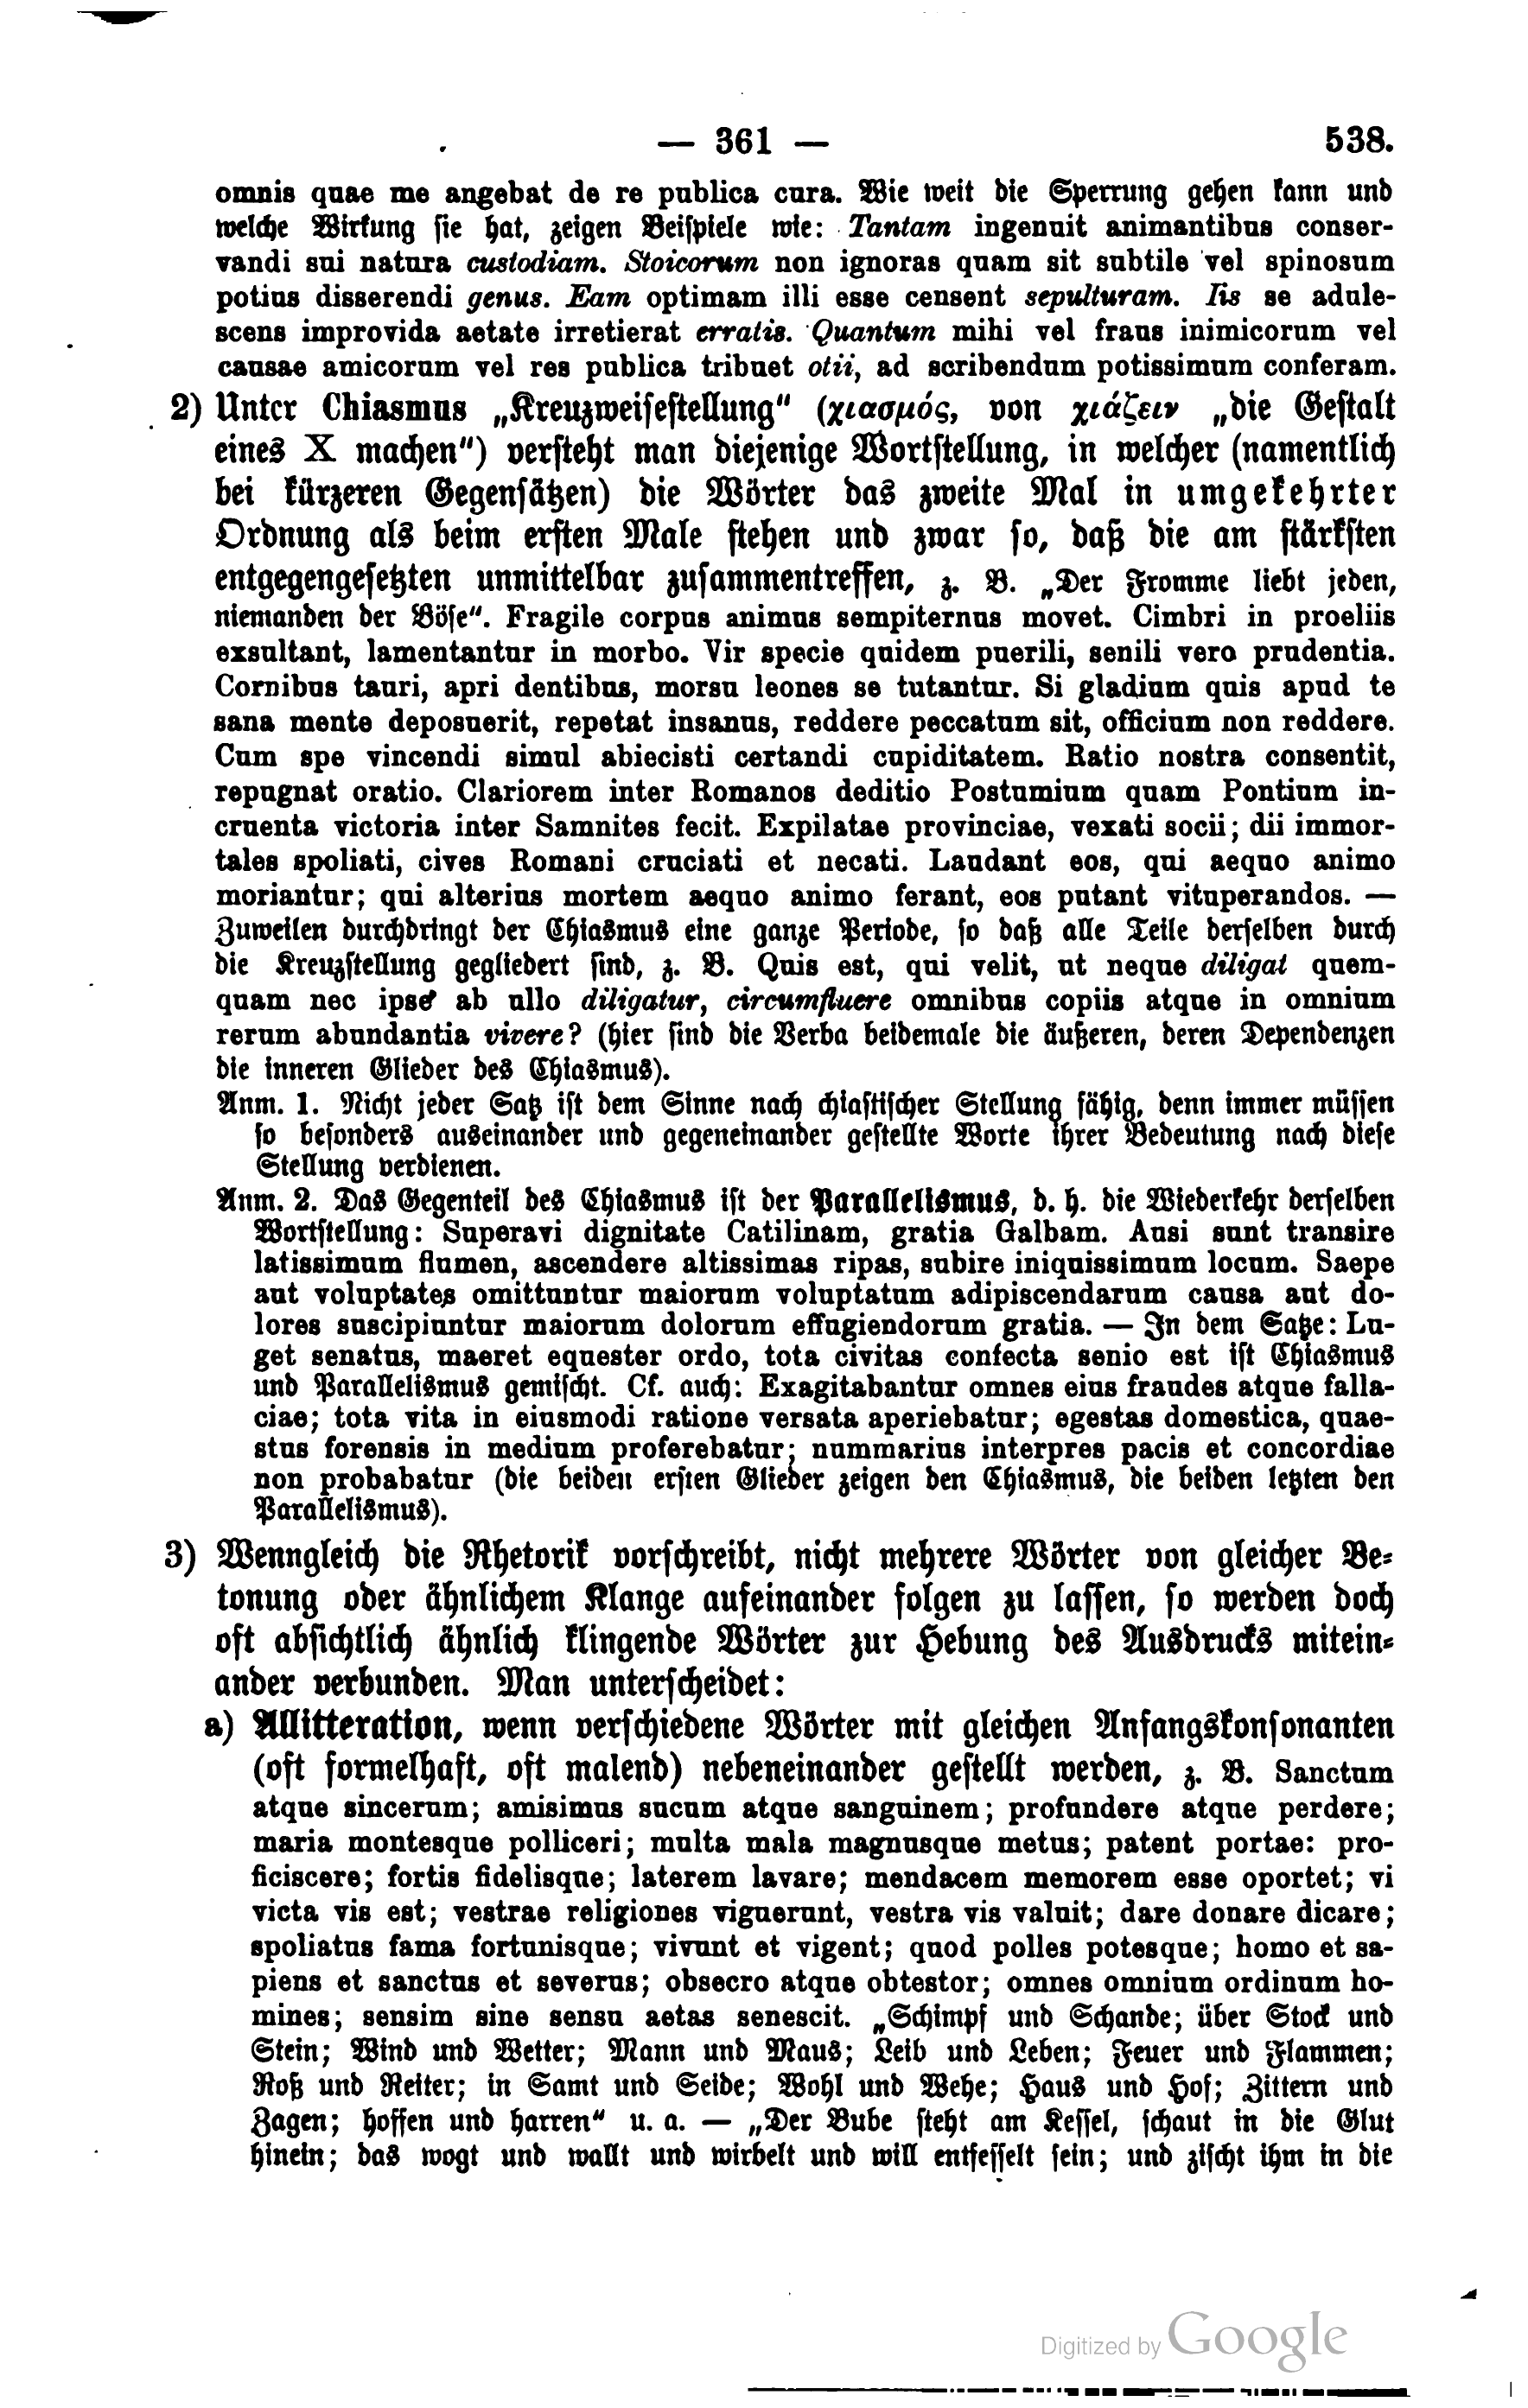 — 361 —
538.
omnis quae me angebat de re publica cura. Wie weit die Sperrung gehen kann und
welche Wirkung sie hat, zeigen Beispiele wie: Tantam ingenuit animantibus conser-
vandi sui natura custodiam. Stoicorum non ignoras quam sit subtile vel spinosum
potius disserendi genus. Eam optimam illi esse censent sepulturam. Iis se adule-
scens improvida aetate irretierat erratis. Quantum mihi vel fraus inimicorum vel
causae amicorum vel res publica tribuet otii, ad scribendum potissimum conferam.
2) Unter Chiasmus „Kreuzweisestellung" (χιασμός, von χιάζειν „die Gestalt
eines X machen") versteht man diejenige Wortstellung, in welcher (namentlich
bei kürzeren Gegensätzen) die Wörter das zweite Mal in umgekehrter
Ordnung als beim ersten Male stehen und zwar so, daß die am stärksten
entgegengesetzten unmittelbar zusammentreffen, z. B. „Der Fromme liebt jeden,
niemanden der Böse". Fragile corpus animus sempiternus movet. Cimbri in proeliis
exsultant, lamentantur in morbo. Vir specie quidem puerili, senili vero prudentia.
Cornibus tauri, apri dentibus, morsu leones se tutantur. Si gladium quis apud te
sana mente deposuerit, repetat insanus, reddere peccatum sit, officium non reddere.
Cum spe vincendi simul abiecisti certandi cupiditatem. Ratio nostra consentit,
repugnat oratio. Clariorem inter Romanos deditio Postumium quam Pontium in-
cruenta victoria inter Samnites fecit. Expilatae provinciae, vexati socii; dii immor-
tales spoliati, cives Romani cruciati et necati. Laudant eos, qui aequo animo
moriantur; qui alterius mortem aequo animo ferant, eos putant vituperandos. —
Zuweilen durchdringt der Chiasmus eine ganze Periode, so daß alle Teile derselben durch
die Kreuzstellung gegliedert sind, z. B. Quis est, qui velit, ut neque diligat quem-
quam nec ipse ab ullo diligatur, circumfluere omnibus copiis atque in omnium
rerum abundantia vivere? (hier sind die Verba beidemale die äußeren, deren Dependenzen
die inneren Glieder des Chiasmus).
Anm. 1. Nicht jeder Satz ist dem Sinne nach chiastischer Stellung fähig, denn immer müssen
so besonders auseinander und gegeneinander gestellte Worte ihrer Bedeutung nach diese
Stellung verdienen.
Anm. 2. Das Gegenteil des Chiasmus ist der Parallelismus, d. h. die Wiederkehr derselben
Wortstellung: Superavi dignitate Catilinam, gratia Galbam. Ausi sunt transire
latissimum flumen, ascendere altissimas ripas, subire iniquissimum locum. Saepe
aut voluptates omittuntur maiorum voluptatum adipiscendarum causa aut do-
lores suscipiuntur maiorum dolorum effugiendorum gratia. — In dem Satze: Lu-
get senatus, maeret equester ordo, tota civitas confecta senio est ist Chiasmus
und Parallelismus gemischt. Cf. auch: Exagitabantur omnes eius fraudes atque falla-
ciae; tota vita in eiusmodi ratione versata aperiebatur; egestas domestica, quae-
stus forensis in medium proferebatur; nummarius interpres pacis et concordiae
non probabatur (die beiden ersten Glieder zeigen den Chiasmus, die beiden letzten den
Parallelismus).
3) Wenngleich die Rhetorik vorschreibt, nicht mehrere Wörter von gleicher Be-
tonung oder ähnlichem Klange aufeinander folgen zu lassen, so werden doch
oft absichtlich ähnlich klingende Wörter zur Hebung des Ausdrucks mitein-
ander verbunden. Man unterscheidet:
a) Allitteration, wenn verschiedene Wörter mit gleichen Anfangskonsonanten
(oft formelhaft, oft malend) nebeneinander gestellt werden, z. B. Sanctum
atque sincerum; amisimus sucum atque sanguinem; profundere atque perdere;
maria montesque polliceri; multa mala magnusque metus; patent portae: pro-
ficiscere; fortis fidelisque; laterem lavare; mendacem memorem esse oportet; vi
victa vis est; vestrae religiones viguerunt, vestra vis valuit; dare donare dicare;
spoliatus fama fortunisque; vivunt et vigent; quod polles potesque; homo et sa-
piens et sanctus et severus; obsecro atque obtestor; omnes omnium ordinum ho-
mines; sensim sine sensu aetas senescit. „Schimpf und Schande; über Stock und
Stein; Wind und Wetter; Mann und Maus; Leib und Leben; Feuer und Flammen;
Roß und Reiter; in Samt und Seide; Wohl und Wehe; Haus und Hof; Zittern und
Zagen; hoffen und harren" u. a. — „Der Bube steht am Kessel, schaut in die Glut
hinein; das wogt und wallt und wirbelt und will entfesselt sein; und zischt ihm in die
Digitized by Google